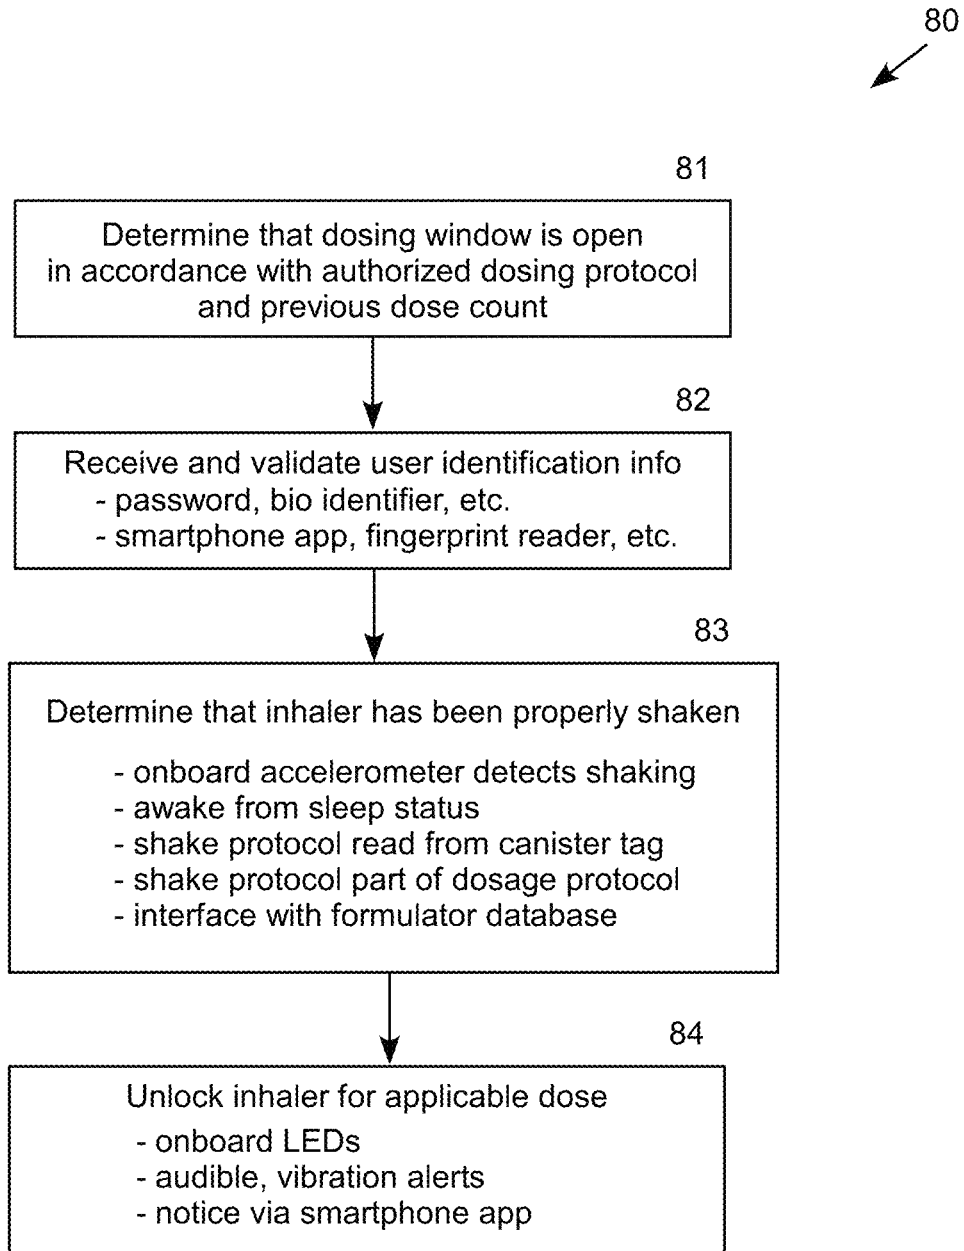 80
81
Determine that dosing window is open
in accordance with authorized dosing protocol
and previous dose count
82
Receive and validate user identification info
- password, bio identifier, etc.
- smartphone app, fingerprint reader, etc.
83
Determine that inhaler has been properly shaken
- onboard accelerometer detects shaking
- awake from sleep status
- shake protocol read from canister tag
- shake protocol part of dosage protocol
- interface with formulator database
84
Unlock inhaler for applicable dose
- onboard LEDs
- audible, vibration alerts
- notice via smartphone app